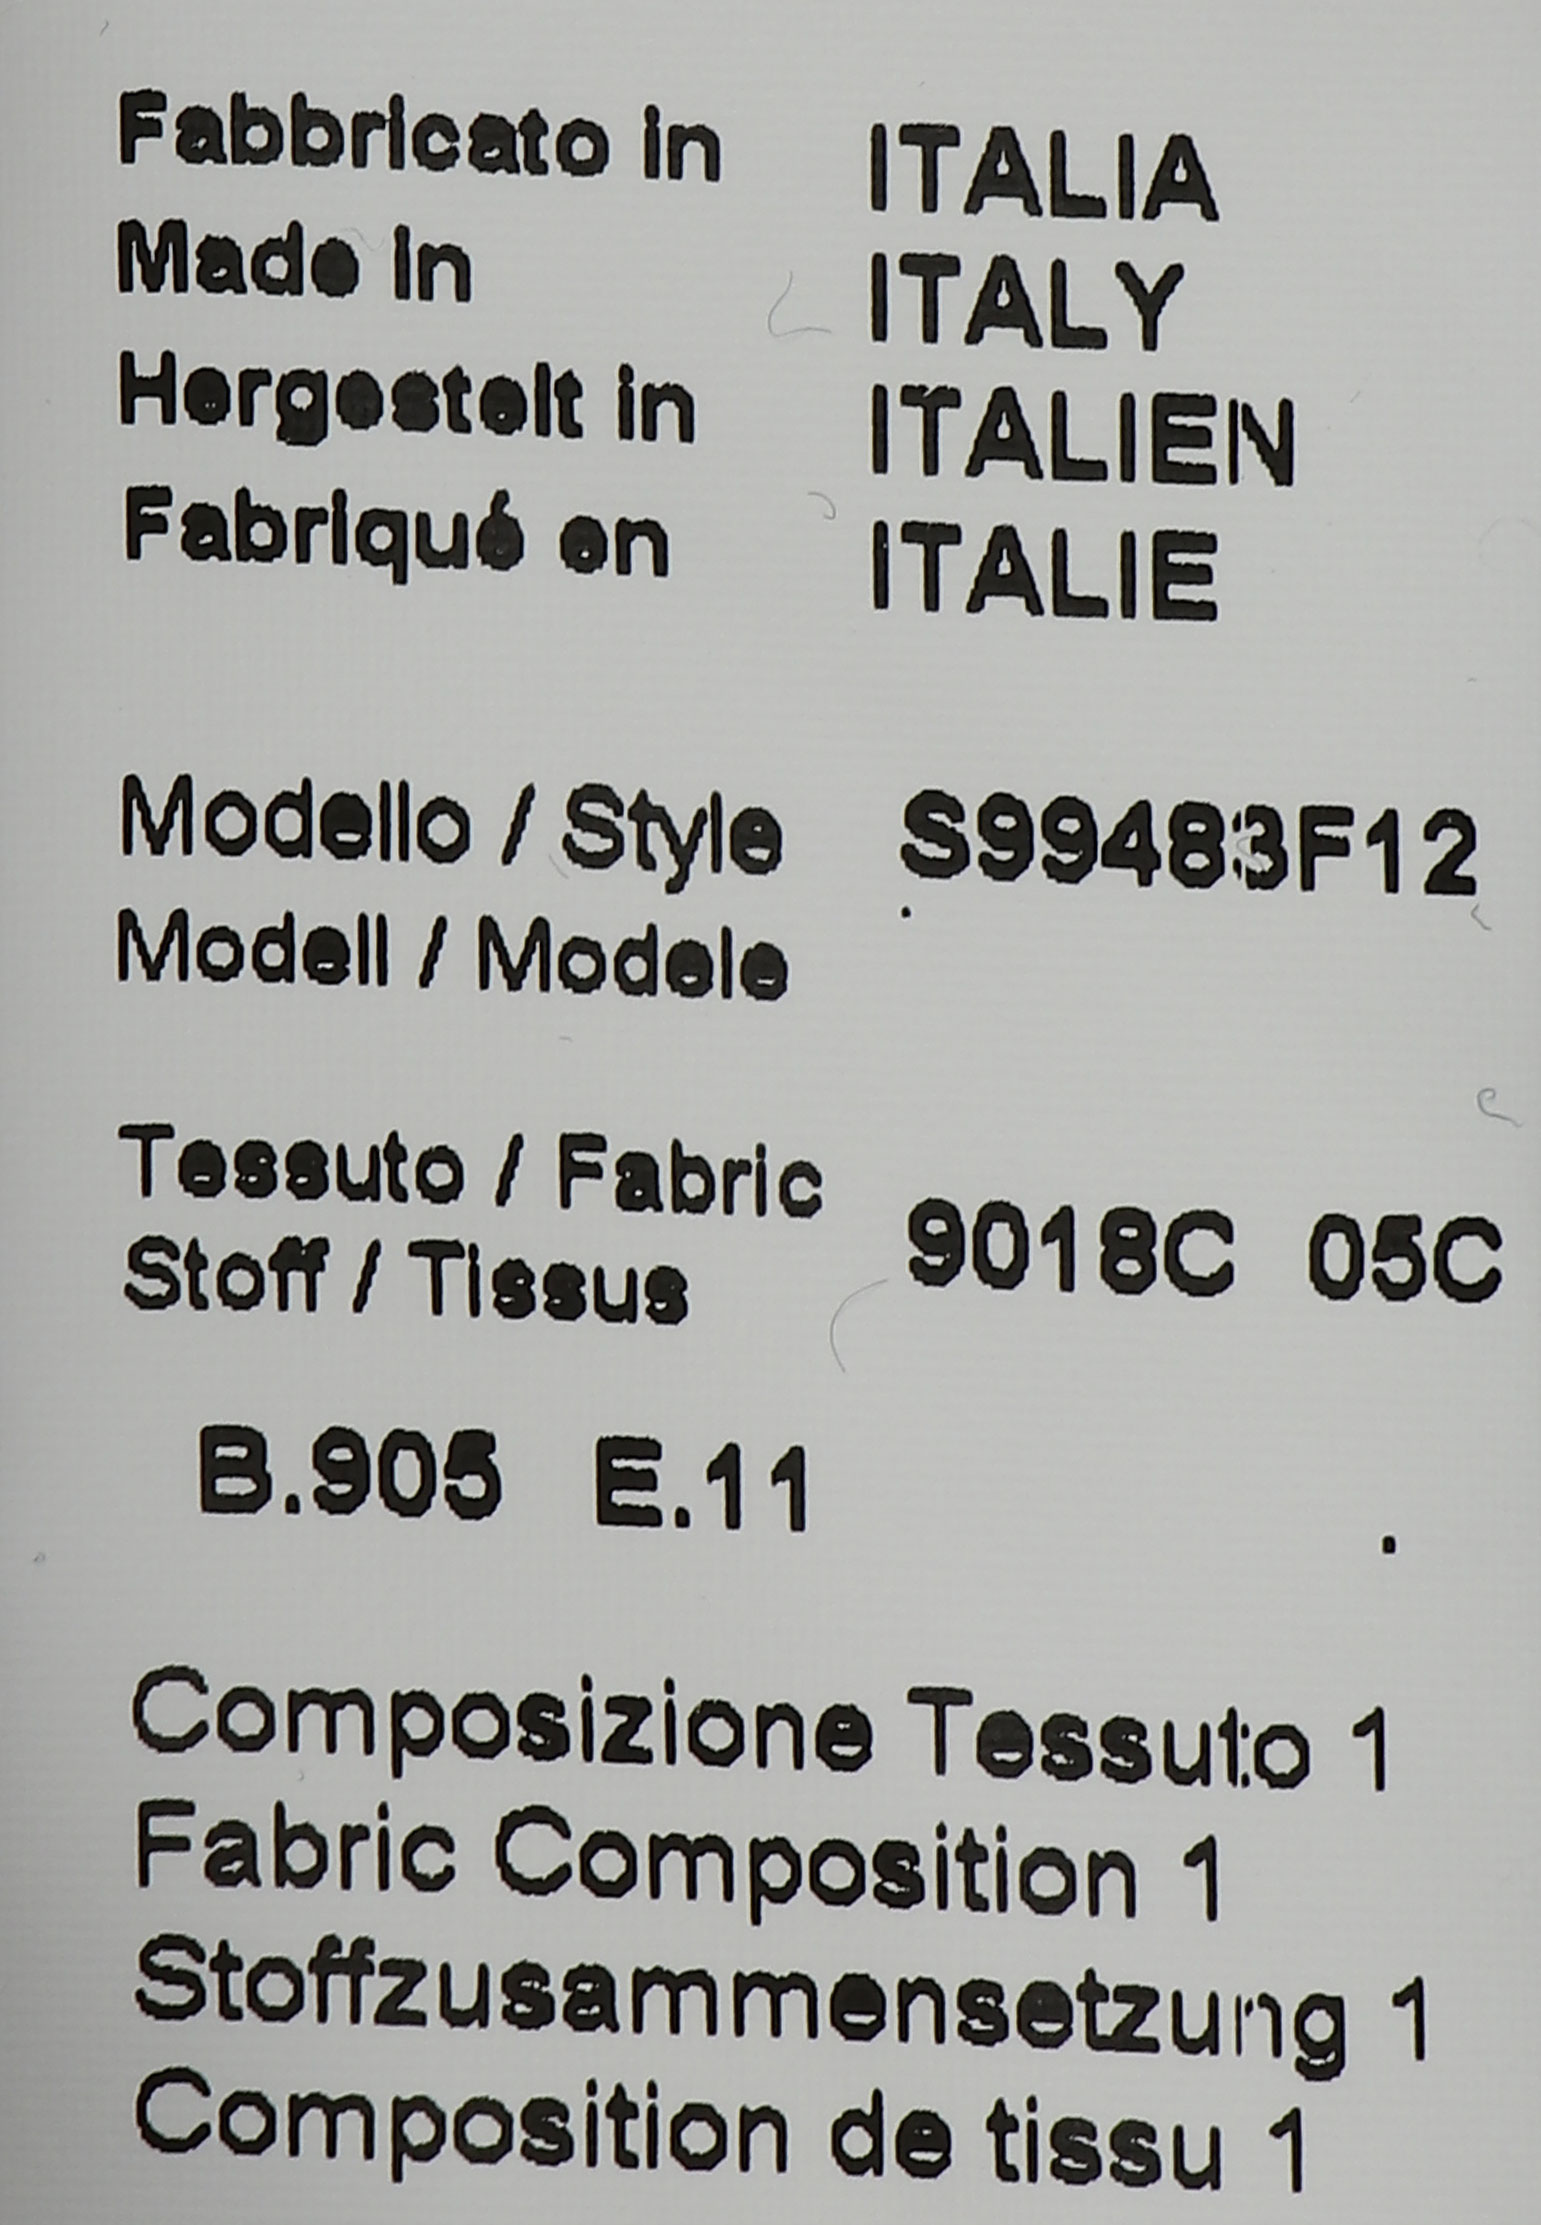 Fabbricato in ITALIA
Made in ITALY
Hergestelt in ITALIEN
Fabriqué en ITALIE
Modello / Style S99483F12
Modell / Modele
Tessuto / Fabric
Stoff / Tissus 9018C 05C
B.905 E.11
Composizione Tessuto 1
Fabric Composition 1
Stoffzusammensetzung 1
Composition de tissu 1